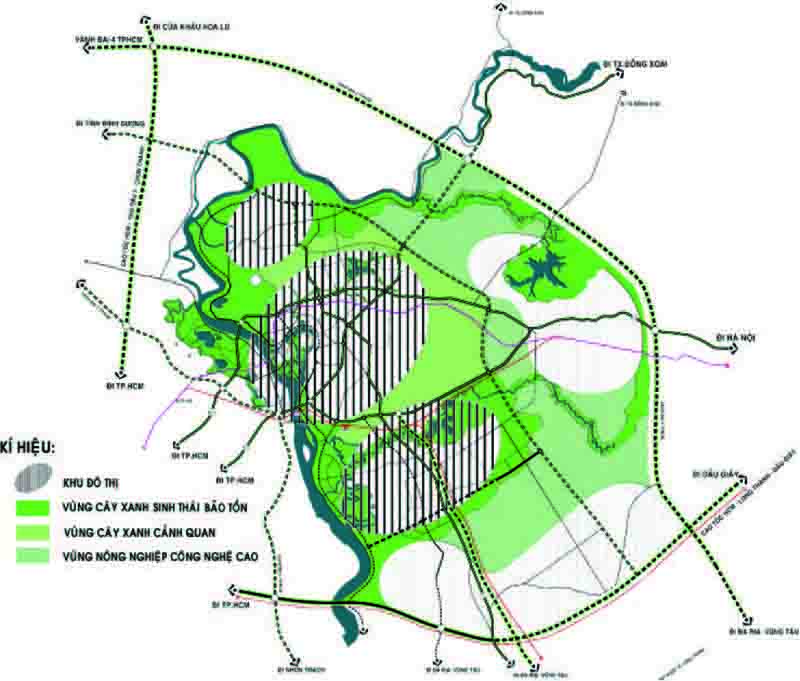 ĐI CỬA KHẨU HOA LƯ
VÀNH ĐAI 4 TPHCM
ĐI TX.ĐỒNG XOÀI
ĐI TỈNH BÌNH DƯƠNG
ĐI TP.HCM
ĐI HÀ NỘI
ĐI TP.HCM
ĐI TP.HCM
KÍ HIỆU:
KHU ĐÔ THỊ
VÙNG CÂY XANH SINH THÁI BẢO TỒN
VÙNG CÂY XANH CẢNH QUAN
VÙNG NÔNG NGHIỆP CÔNG NGHỆ CAO
ĐI DẦU GIÂY
CAO TỐC HCM - LONG THÀNH - DẦU GIÂY
ĐI TP.HCM
ĐI BÀ RỊA VŨNG TÀU
ĐI NHƠN TRẠCH
ĐI BÀ RỊA VŨNG TÀU
ĐI BÀ RỊA VŨNG TÀU